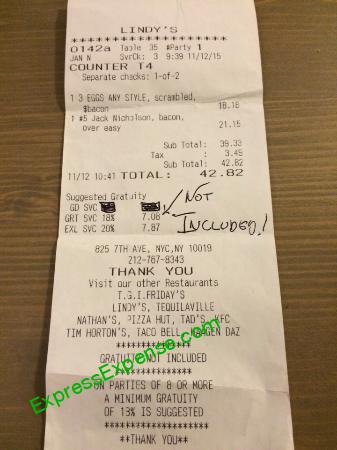 LINDY'S
0142a Table 35 #Party 1
JAN N SvrCk: 3 9:39 11/12/15
COUNTER T4
Separate checks: 1-of-2
1 3 EGGS ANY STYLE, scrambled,
$bacon 18.18
1 #5 Jack Nicholson, bacon,
over easy 21.15
Sub Total: 39.33
Tax : 3.49
Sub Total: 42.82
11/12 10:41 TOTAL: 42.82
Suggested Gratuity
GD SVC
GRT SVC 18% 7.08
EXL SVC 20% 7.87
NOT
INCLUDED!
825 7TH AVE, NYC,NY 10019
212-767-8343
THANK YOU
Visit our other Restaurants
T.G.I.FRIDAY'S
LINDY'S, TEQUILAVILLE
NATHAN'S, PIZZA HUT, TAD'S, KFC
TIM HORTON'S, TACO BELL, HAAGEN DAZ
********************
GRATUITY NOT INCLUDED
********************
ON PARTIES OF 8 OR MORE
A MINIMUM GRATUITY
OF 13% IS SUGGESTED
********************
**THANK YOU**
ExpressExpense.com